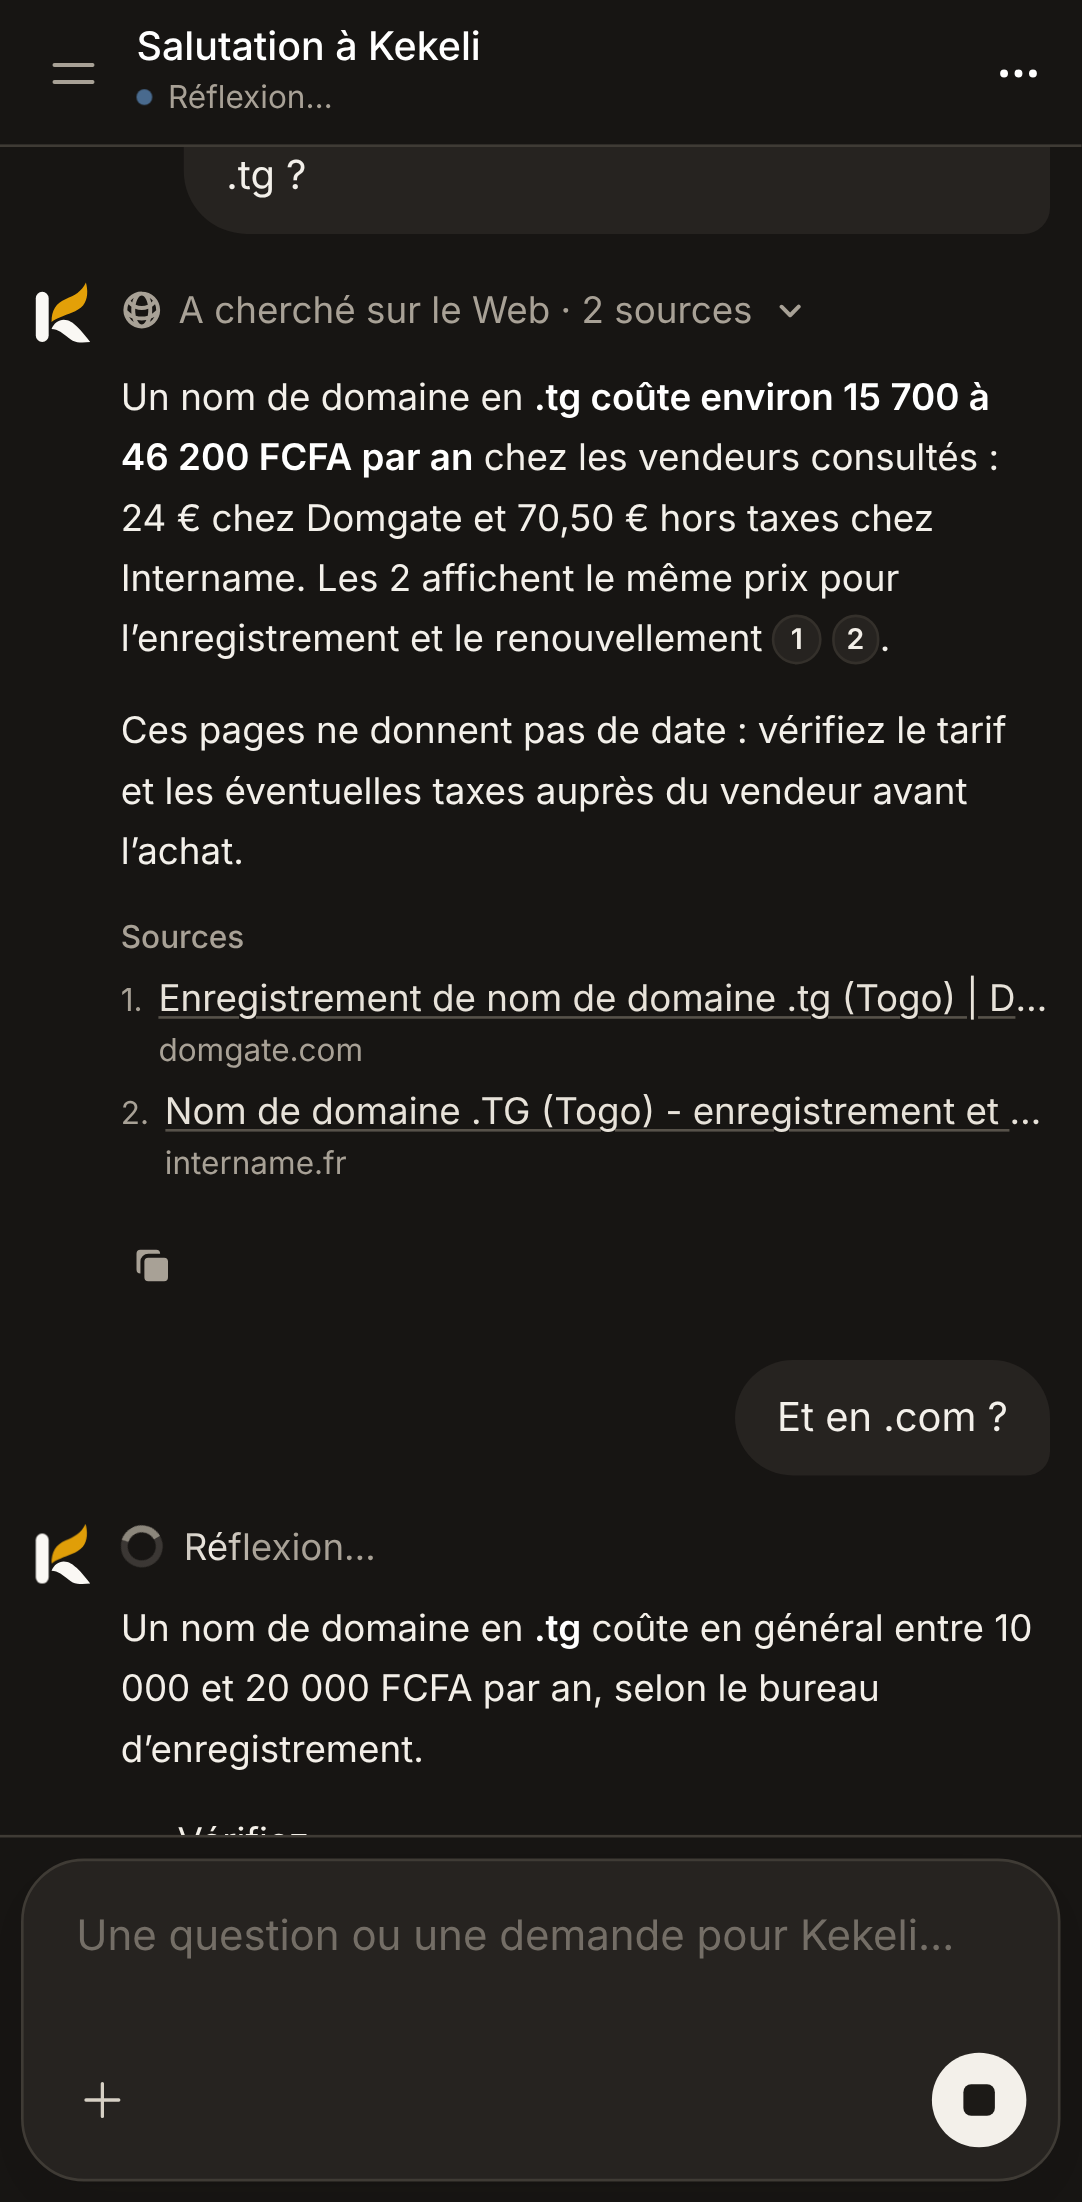 Salutation à Kekeli
Réflexion...
.tg ?
A cherché sur le Web · 2 sources
Un nom de domaine en .tg coûte environ 15 700 à
46 200 FCFA par an chez les vendeurs consultés :
24 € chez Domgate et 70,50 € hors taxes chez
Intername. Les 2 affichent le même prix pour
l’enregistrement et le renouvellement 1 2.
Ces pages ne donnent pas de date : vérifiez le tarif
et les éventuelles taxes auprès du vendeur avant
l’achat.
Sources
1. Enregistrement de nom de domaine .tg (Togo) | D...
domgate.com
2. Nom de domaine .TG (Togo) - enregistrement et ...
intername.fr
Et en .com ?
Réflexion...
Un nom de domaine en .tg coûte en général entre 10
000 et 20 000 FCFA par an, selon le bureau
d’enregistrement.
Une question ou une demande pour Kekeli...